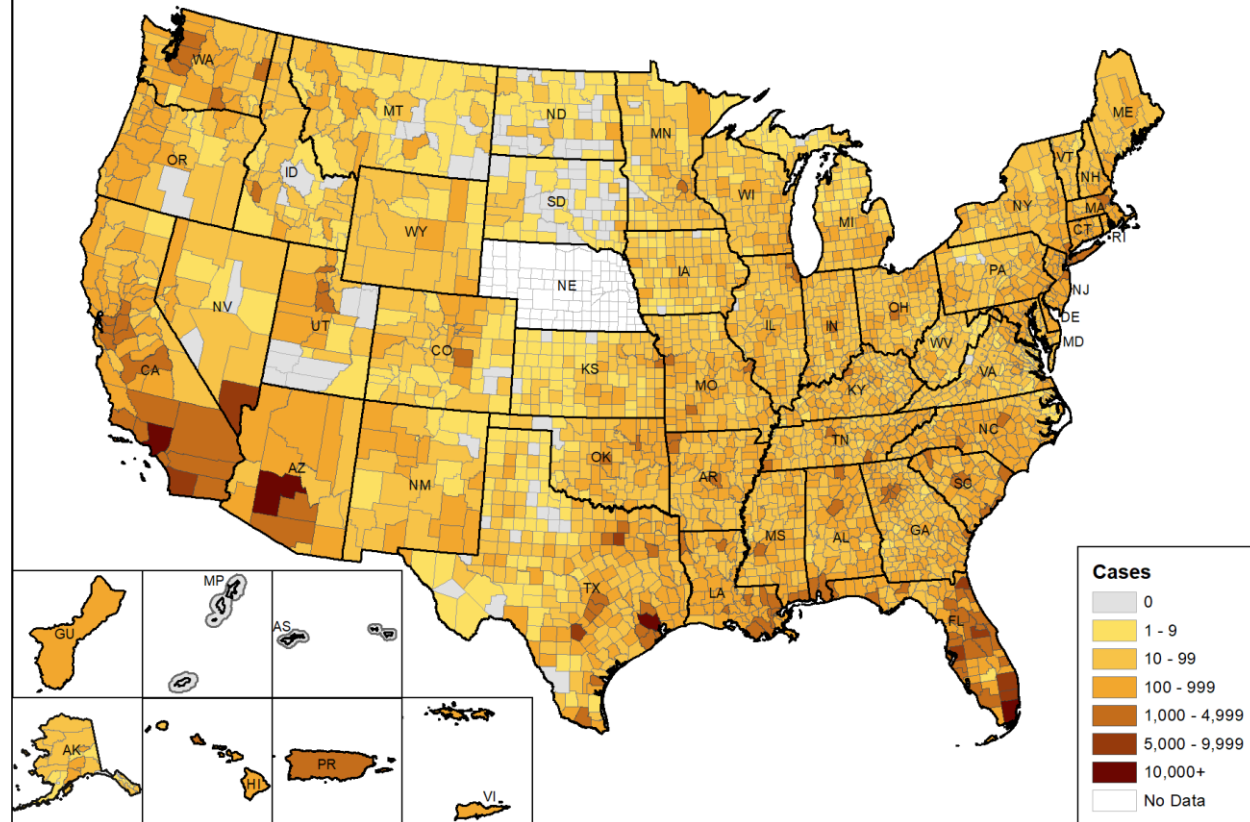 WA
MT
ND
MN
ME
OR
ID
SD
WI
VT
NH
NY
MA
MI
CT
RI
WY
IA
PA
NE
NJ
NV
UT
CO
IL
IN
OH
DE
MD
WV
VA
CA
KS
MO
KY
AZ
NM
OK
TN
NC
AR
SC
MS
AL
GA
TX
LA
FL
GU
MP
AS
AK
HI
PR
VI
Cases
0
1 - 9
10 - 99
100 - 999
1,000 - 4,999
5,000 - 9,999
10,000+
No Data